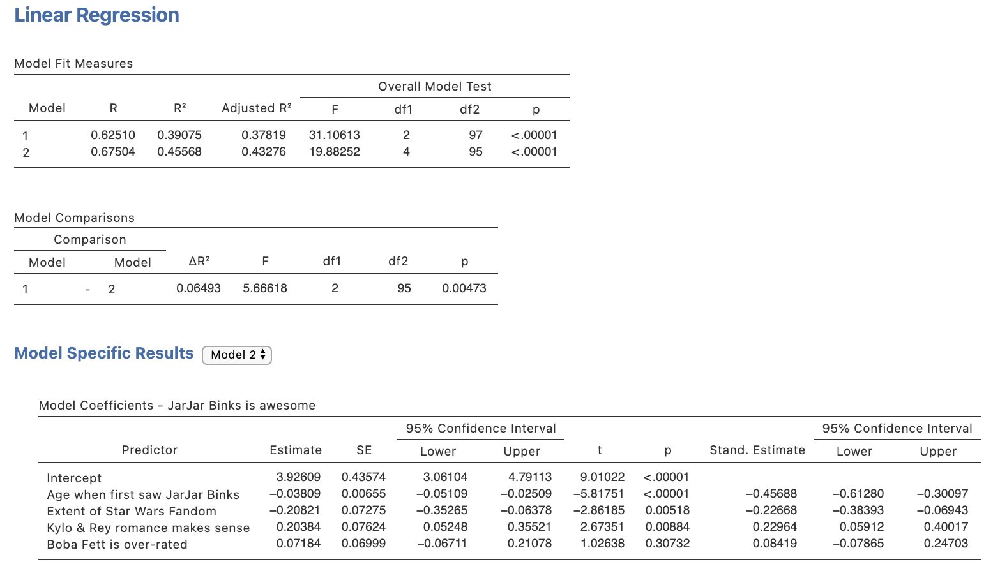 Linear Regression
Model Fit Measures
Overall Model Test
Model R R² Adjusted R² F df1 df2 p
1 0.62510 0.39075 0.37819 31.10613 2 97 <.00001
2 0.67504 0.45568 0.43276 19.88252 4 95 <.00001
Model Comparisons
Comparison
Model Model ΔR² F df1 df2 p
1 - 2 0.06493 5.66618 2 95 0.00473
Model Specific Results Model 2
Model Coefficients - JarJar Binks is awesome
95% Confidence Interval 95% Confidence Interval
Predictor Estimate SE Lower Upper t p Stand. Estimate Lower Upper
Intercept 3.92609 0.43574 3.06104 4.79113 9.01022 <.00001
Age when first saw JarJar Binks −0.03809 0.00655 −0.05109 −0.02509 −5.81751 <.00001 −0.45688 −0.61280 −0.30097
Extent of Star Wars Fandom −0.20821 0.07275 −0.35265 −0.06378 −2.86185 0.00518 −0.22668 −0.38393 −0.06943
Kylo & Rey romance makes sense 0.20384 0.07624 0.05248 0.35521 2.67351 0.00884 0.22964 0.05912 0.40017
Boba Fett is over-rated 0.07184 0.06999 −0.06711 0.21078 1.02638 0.30732 0.08419 −0.07865 0.24703